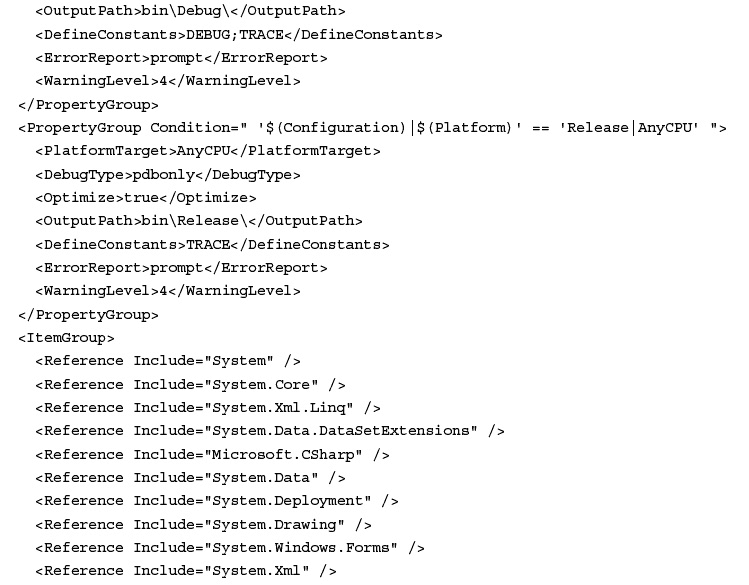 <OutputPath>bin\Debug\</OutputPath>
<DefineConstants>DEBUG;TRACE</DefineConstants>
<ErrorReport>prompt</ErrorReport>
<WarningLevel>4</WarningLevel>
</PropertyGroup>
<PropertyGroup Condition=" '$(Configuration)|$(Platform)' == 'Release|AnyCPU' ">
<PlatformTarget>AnyCPU</PlatformTarget>
<DebugType>pdbonly</DebugType>
<Optimize>true</Optimize>
<OutputPath>bin\Release\</OutputPath>
<DefineConstants>TRACE</DefineConstants>
<ErrorReport>prompt</ErrorReport>
<WarningLevel>4</WarningLevel>
</PropertyGroup>
<ItemGroup>
<Reference Include="System" />
<Reference Include="System.Core" />
<Reference Include="System.Xml.Linq" />
<Reference Include="System.Data.DataSetExtensions" />
<Reference Include="Microsoft.CSharp" />
<Reference Include="System.Data" />
<Reference Include="System.Deployment" />
<Reference Include="System.Drawing" />
<Reference Include="System.Windows.Forms" />
<Reference Include="System.Xml" />